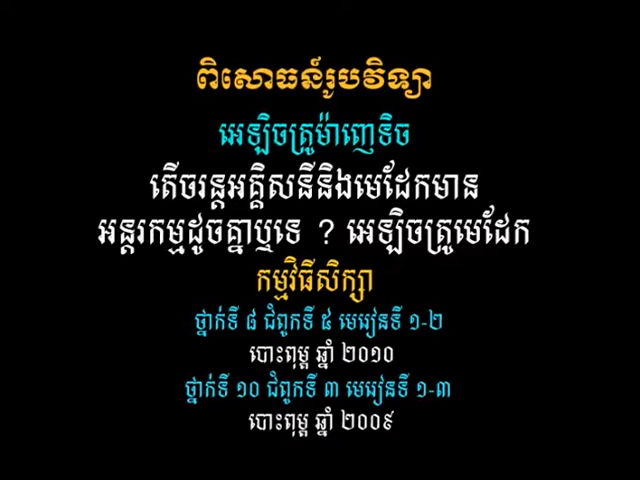 ពិសោធន៍រូបវិទ្យា
អេឡិចត្រូម៉ាញេទិច
តើចរន្តអគ្គិសនីនិងមេដែកមាន
អន្តរកម្មដូចគ្នាឬទេ ? អេឡិចត្រូមេដែក
កម្មវិធីសិក្សា
ថ្នាក់ទី ៨ ជំពូកទី ៥ មេរៀនទី ១-២
បោះពុម្ព ឆ្នាំ ២០១០
ថ្នាក់ទី ១០ ជំពូកទី ៣ មេរៀនទី ១-៣
បោះពុម្ព ឆ្នាំ ២០០៩